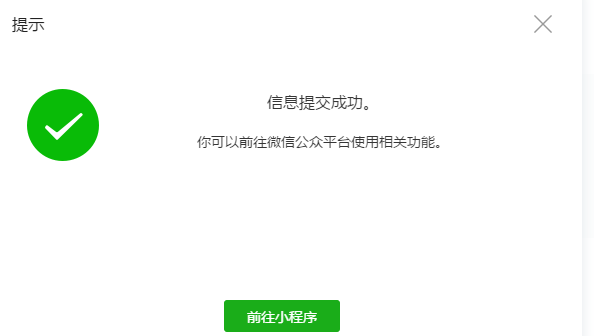 提示
信息提交成功。
你可以前往微信公众平台使用相关功能。
前往小程序